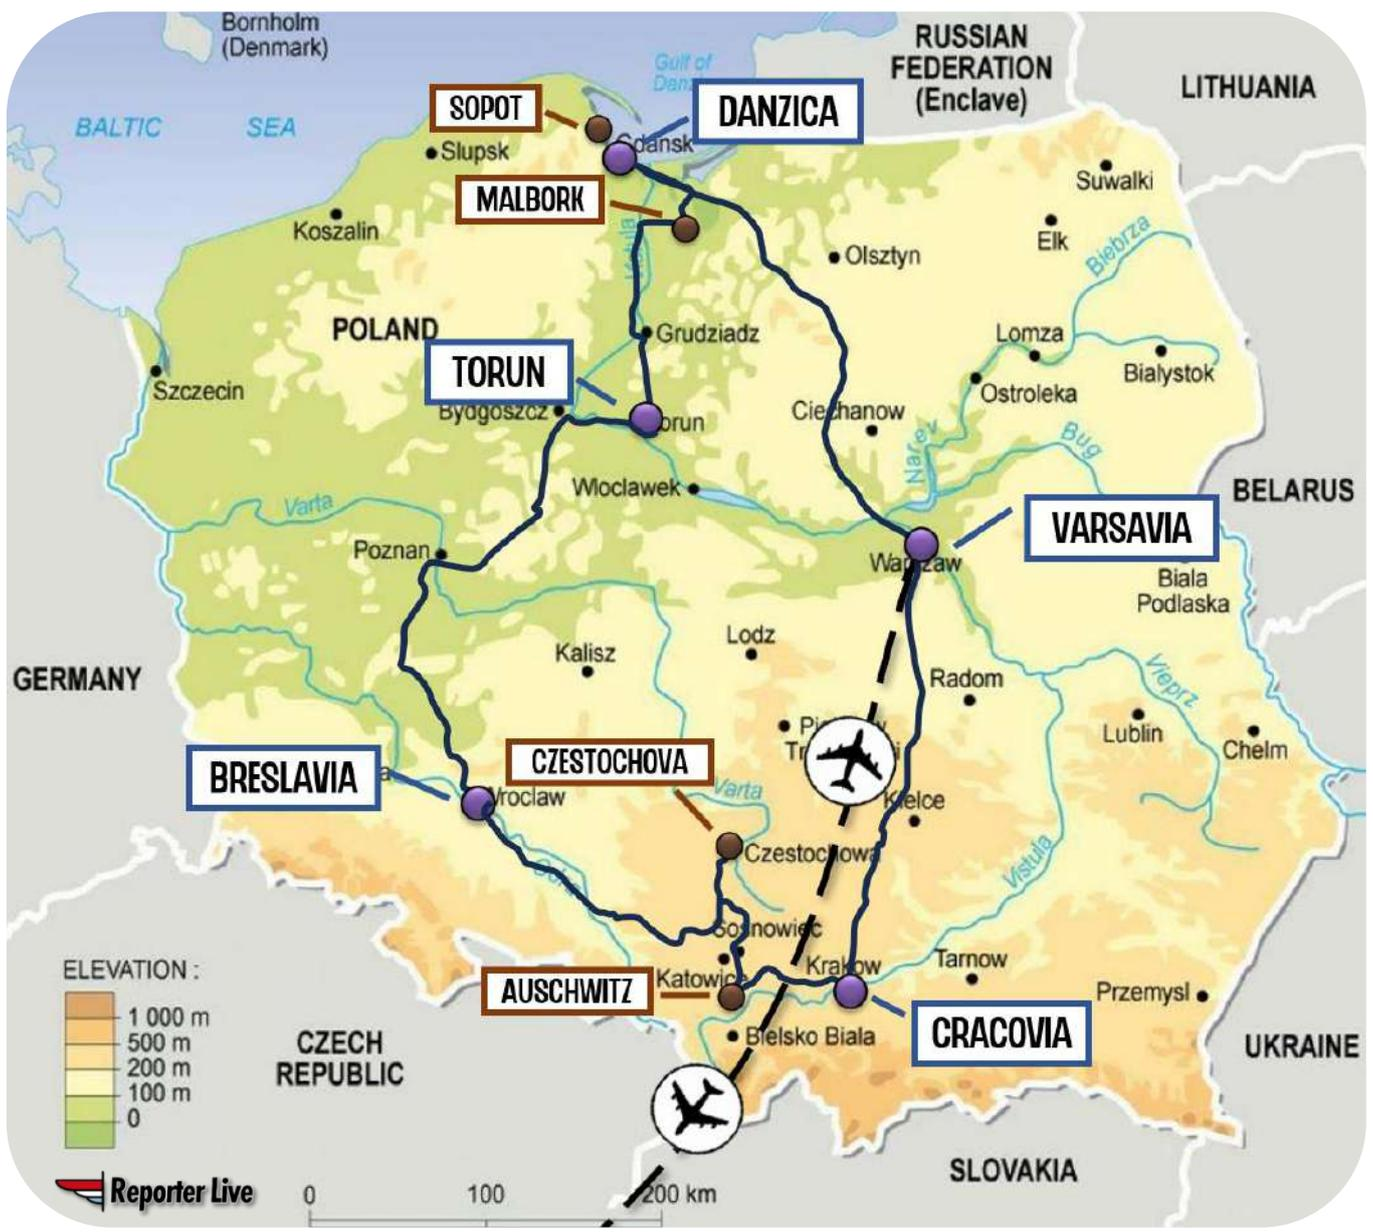 Bornholm
(Denmark)
RUSSIAN
FEDERATION
(Enclave)
LITHUANIA
Gulf of
BALTIC SEA
SOPOT
DANZICA
Gdansk
Slupsk
MALBORK
Suwalki
Koszalin
Elk
Biebrza
Olsztyn
Vistula
POLAND
Grudziadz
Lomza
TORUN
Szczecin
Bialystok
Ostroleka
Bydgoszcz
Ciechanow
Narev
Bug
Wloclawek
BELARUS
Varta
VARSAVIA
Poznan
Warszaw
Biala
Podlaska
Lodz
Kalisz
GERMANY
Radom
Vieprz
Lublin
Chelm
CZESTOCHOVA
BRESLAVIA
Wroclaw
Varta
Kielce
Czestochowa
Vistula
Sosnowiec
ELEVATION :
1 000 m
500 m
200 m
100 m
0
Katowice
Krakow
Tarnow
AUSCHWITZ
Przemysl
CRACOVIA
Bielsko Biala
CZECH
REPUBLIC
UKRAINE
SLOVAKIA
Reporter Live
0 100 200 km